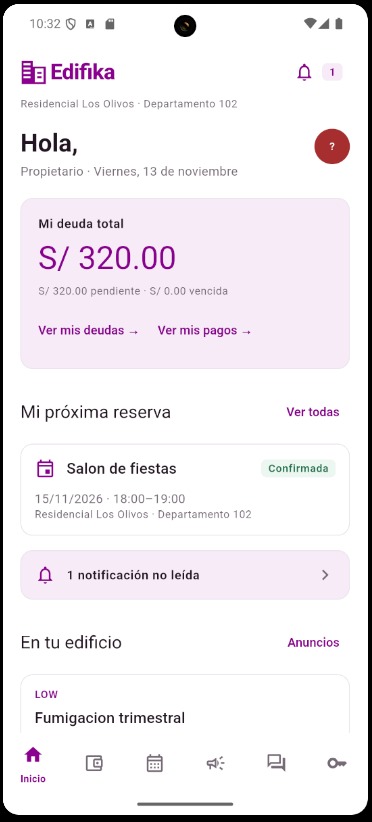 10:32
Edifika
1
Residencial Los Olivos · Departamento 102
Hola,
?
Propietario · Viernes, 13 de noviembre
Mi deuda total
S/ 320.00
S/ 320.00 pendiente · S/ 0.00 vencida
Ver mis deudas → Ver mis pagos →
Mi próxima reserva Ver todas
Salon de fiestas Confirmada
15/11/2026 · 18:00–19:00
Residencial Los Olivos · Departamento 102
1 notificación no leída
En tu edificio Anuncios
LOW
Fumigacion trimestral
Inicio